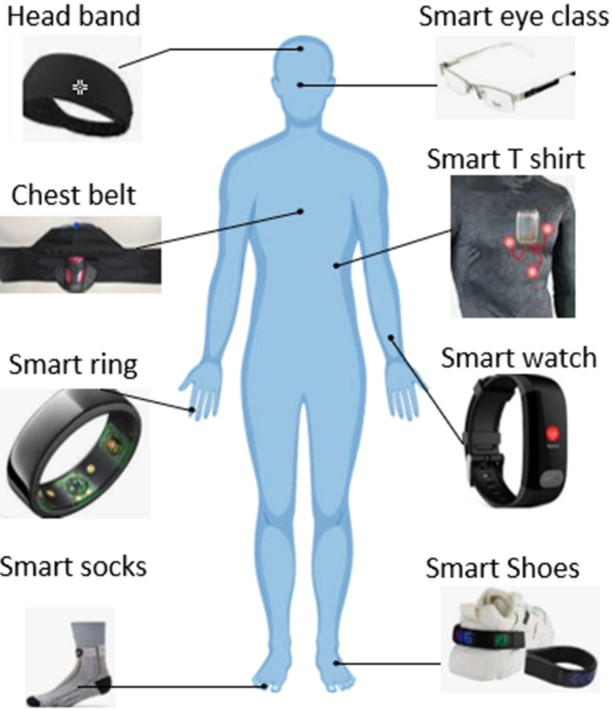 Head band
Smart eye class
Smart T shirt
Chest belt
Smart ring
Smart watch
Smart socks
Smart Shoes